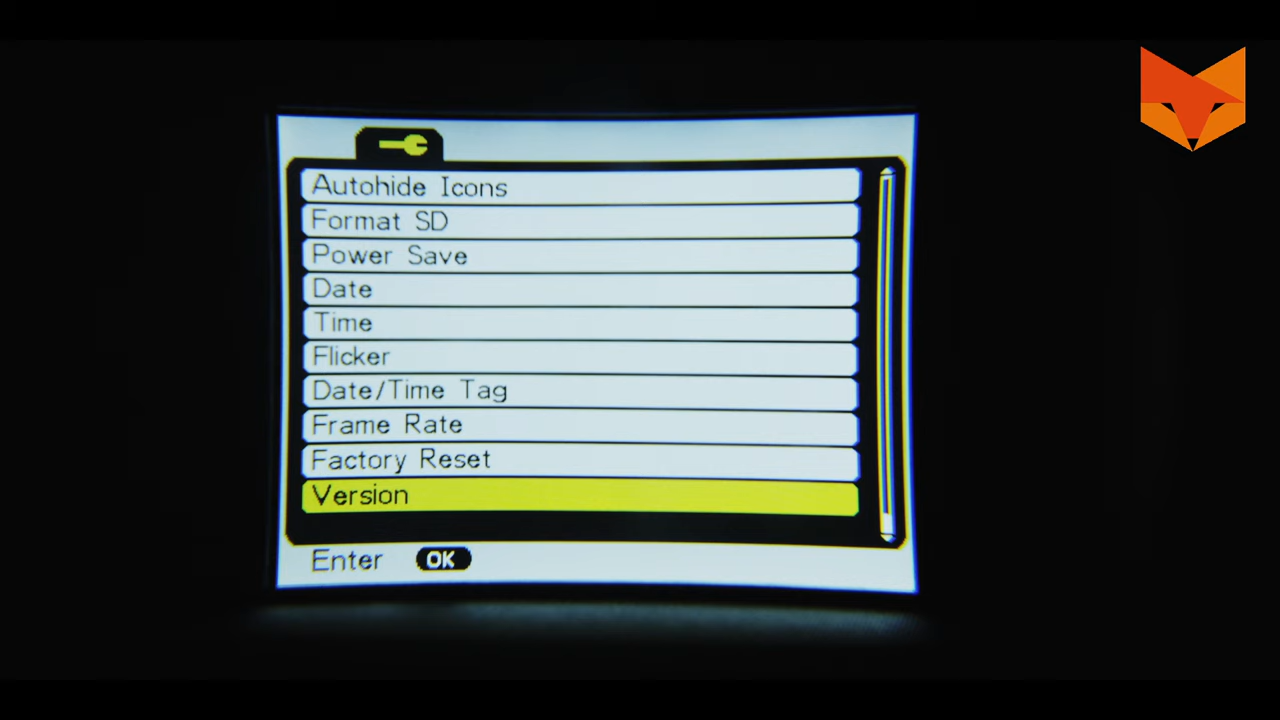 Autohide Icons
Format SD
Power Save
Date
Time
Flicker
Date/Time Tag
Frame Rate
Factory Reset
Version
Enter OK